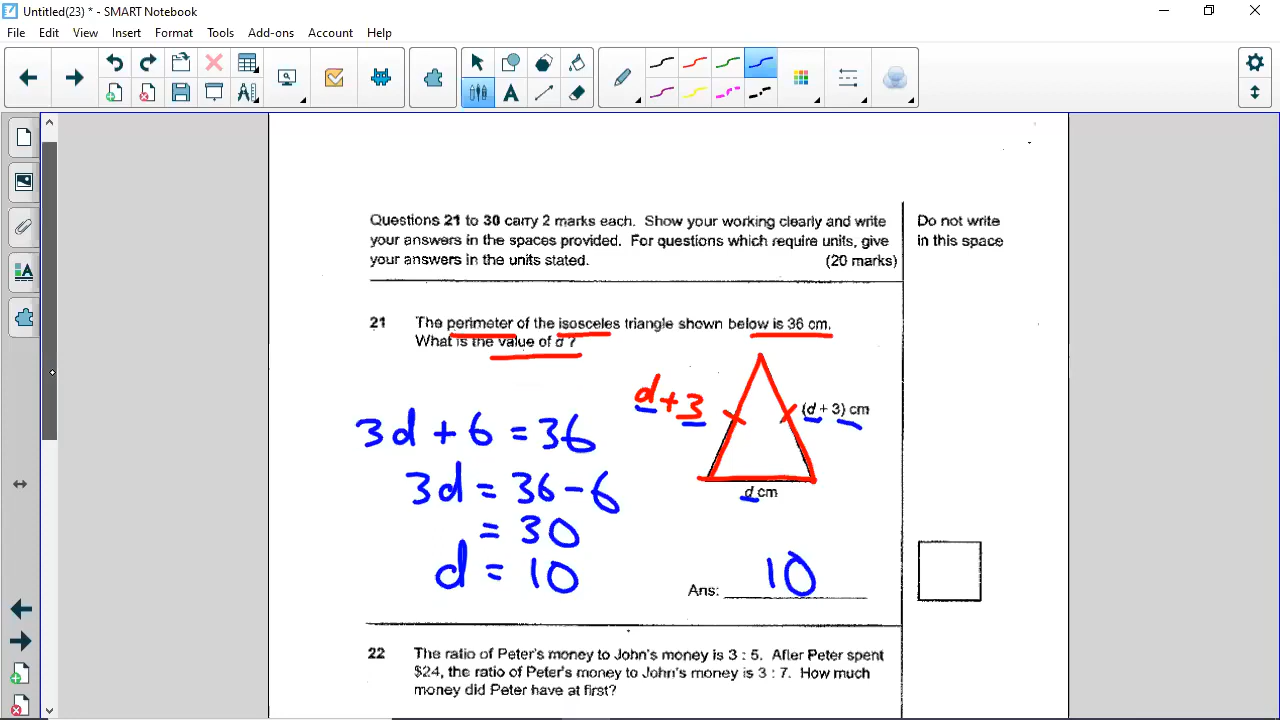 Untitled(23) * - SMART Notebook
File Edit View Insert Format Tools Add-ons Account Help
Questions 21 to 30 carry 2 marks each. Show your working clearly and write
your answers in the spaces provided. For questions which require units, give
your answers in the units stated. (20 marks)
Do not write
in this space
21 The perimeter of the isosceles triangle shown below is 36 cm.
What is the value of d ?
d + 3
(d + 3) cm
d cm
3d + 6 = 36
3d = 36 - 6
= 30
d = 10
Ans: 10
22 The ratio of Peter's money to John's money is 3 : 5. After Peter spent
$24, the ratio of Peter's money to John's money is 3 : 7. How much
money did Peter have at first?